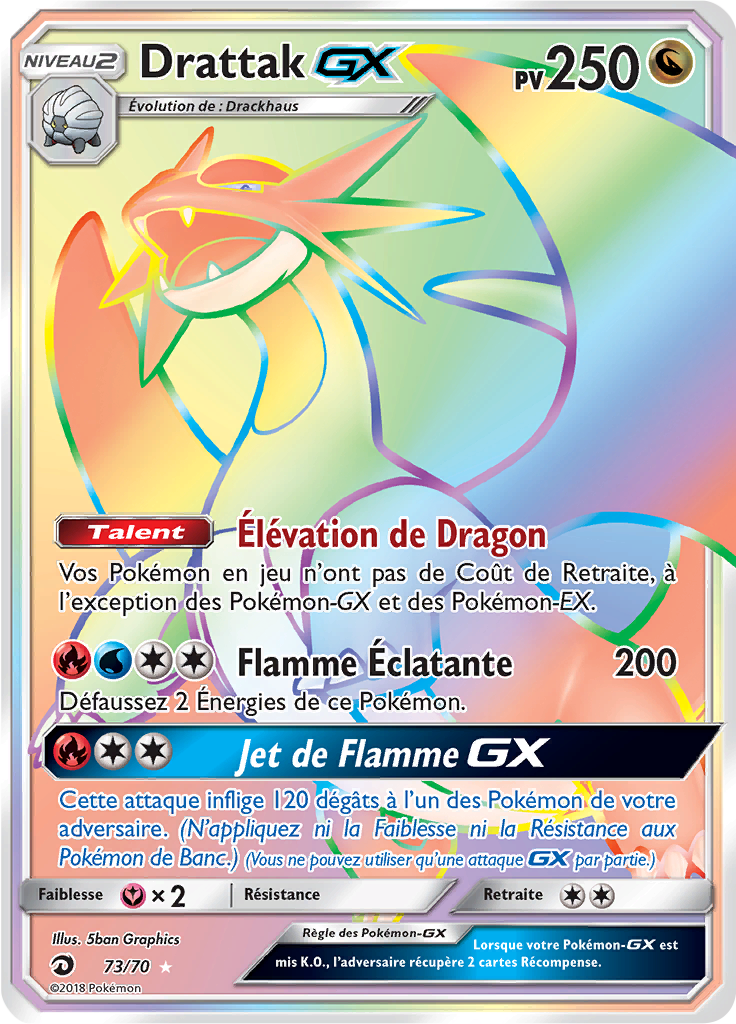 NIVEAU2
Drattak GX
PV250
Évolution de : Drackhaus
Talent Élévation de Dragon
Vos Pokémon en jeu n'ont pas de Coût de Retraite, à
l'exception des Pokémon-GX et des Pokémon-EX.
Flamme Éclatante 200
Défaussez 2 Énergies de ce Pokémon.
Jet de Flamme GX
Cette attaque inflige 120 dégâts à l'un des Pokémon de votre
adversaire. (N'appliquez ni la Faiblesse ni la Résistance aux
Pokémon de Banc.) (Vous ne pouvez utiliser qu'une attaque GX par partie.)
Faiblesse ×2 Résistance Retraite
Illus. 5ban Graphics
73/70
©2018 Pokémon
Règle des Pokémon-GX
Lorsque votre Pokémon-GX est
mis K.O., l'adversaire récupère 2 cartes Récompense.